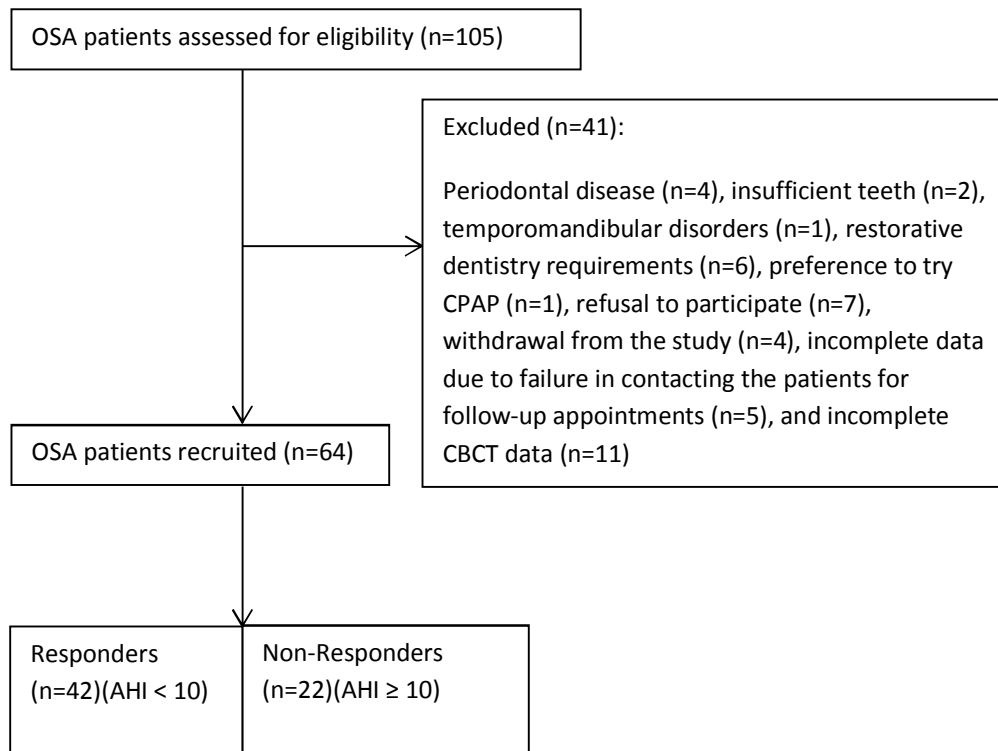 OSA patients assessed for eligibility (n=105)
Excluded (n=41):
Periodontal disease (n=4), insufficient teeth (n=2),
temporomandibular disorders (n=1), restorative
dentistry requirements (n=6), preference to try
CPAP (n=1), refusal to participate (n=7),
withdrawal from the study (n=4), incomplete data
due to failure in contacting the patients for
follow-up appointments (n=5), and incomplete
CBCT data (n=11)
OSA patients recruited (n=64)
Responders
(n=42)(AHI < 10)
Non-Responders
(n=22)(AHI ≥ 10)